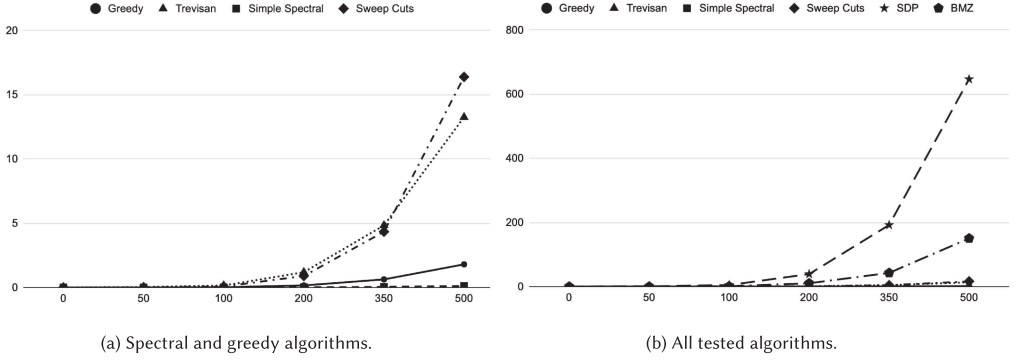 Greedy Trevisan Simple Spectral Sweep Cuts
20
15
10
5
0
0 50 100 200 350 500
(a) Spectral and greedy algorithms.
Greedy Trevisan Simple Spectral Sweep Cuts SDP BMZ
800
600
400
200
0
0 50 100 200 350 500
(b) All tested algorithms.